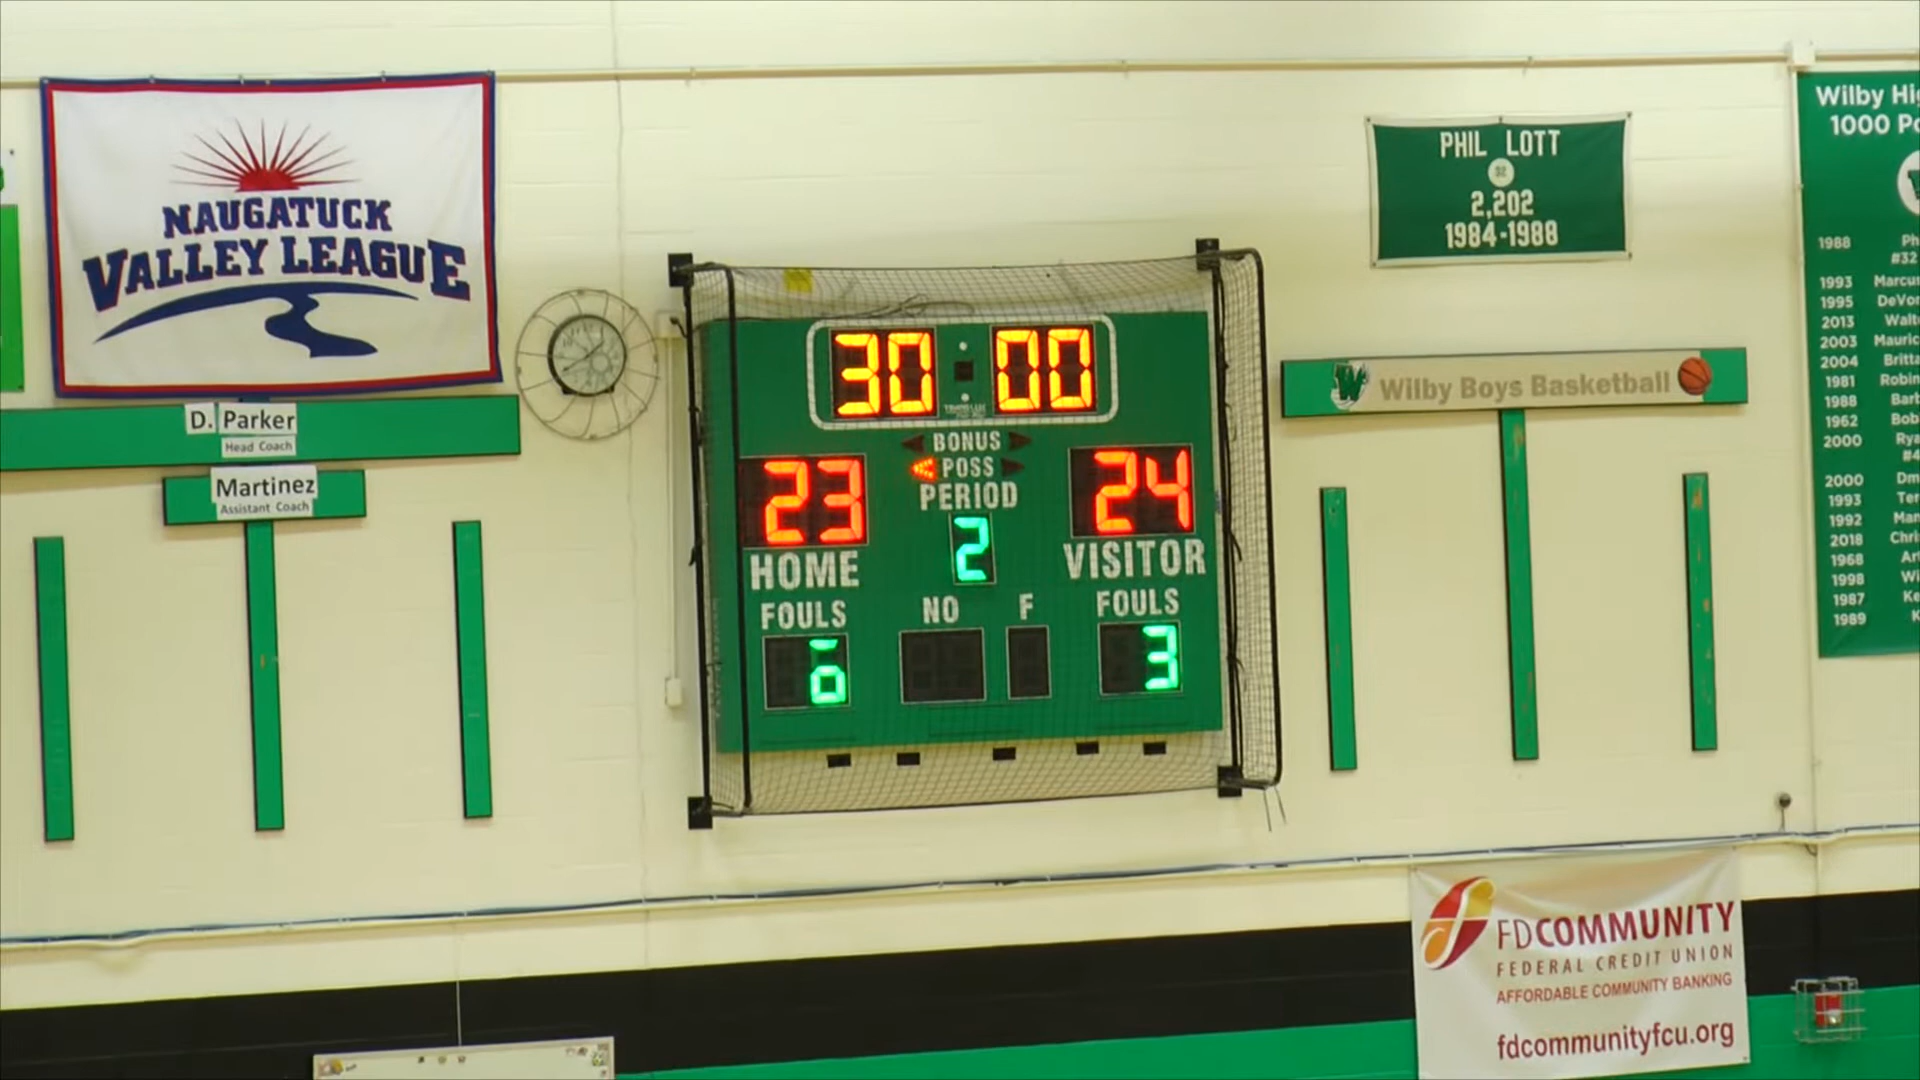 NAUGATUCK
VALLEY LEAGUE
D. Parker
Head Coach
Martinez
Assistant Coach
30:00
BONUS
POSS
PERIOD
23
2
24
HOME
VISITOR
FOULS
NO
F
FOULS
3
PHIL LOTT
32
2,202
1984-1988
W Wilby Boys Basketball
Wilby
1000
1988
#32
1993
1995
2013
2003
2004
1981
1988
1962
2000
2000
1993
1992
2018
1968
1998
1987
1989
FDCOMMUNITY
FEDERAL CREDIT UNION
AFFORDABLE COMMUNITY BANKING
fdcommunityfcu.org